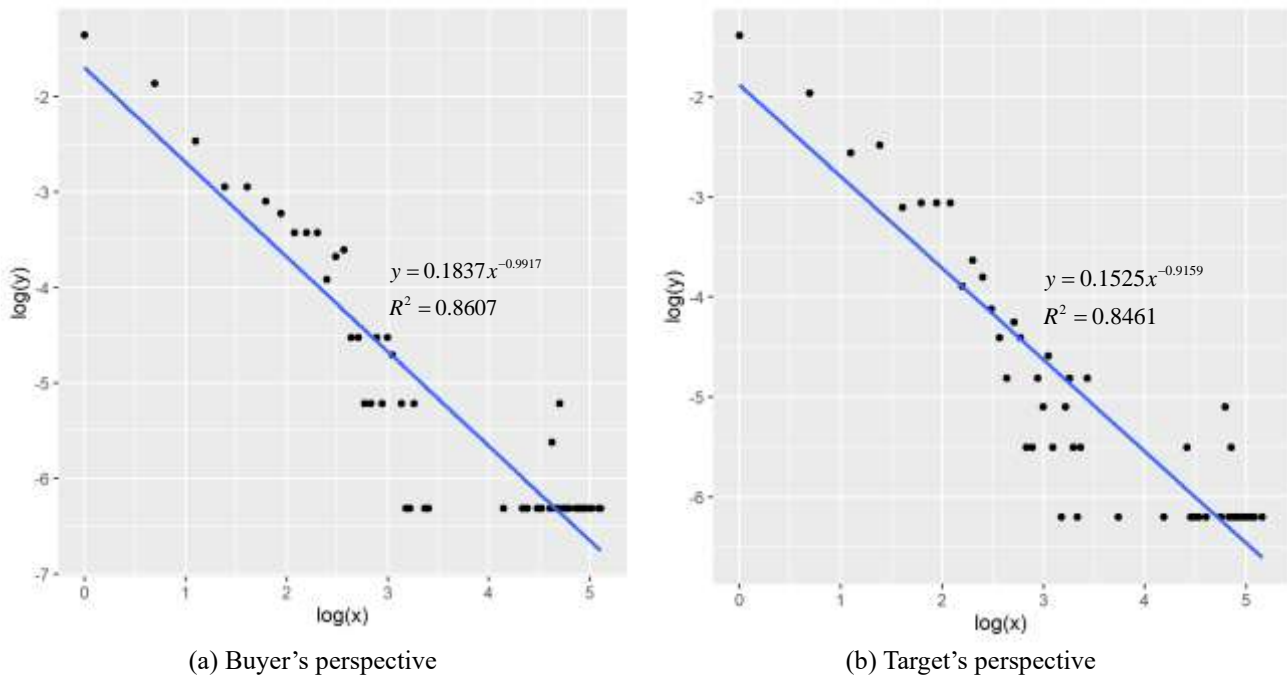 -2
-3
-4
-5
-6
-7
log(y)
y = 0.1837x^{-0.9917}
R^2 = 0.8607
0 1 2 3 4 5
log(x)
(a) Buyer’s perspective
-2
-3
-4
-5
-6
log(y)
y = 0.1525x^{-0.9159}
R^2 = 0.8461
0 1 2 3 4 5
log(x)
(b) Target’s perspective